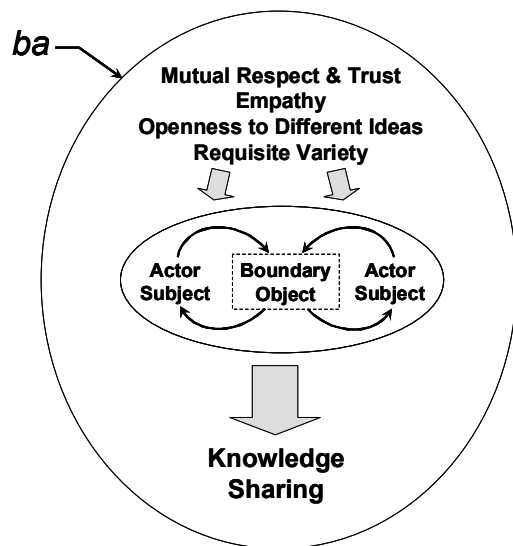 ba
Mutual Respect & Trust
Empathy
Openness to Different Ideas
Requisite Variety
Actor
Subject
Boundary
Object
Actor
Subject
Knowledge
Sharing